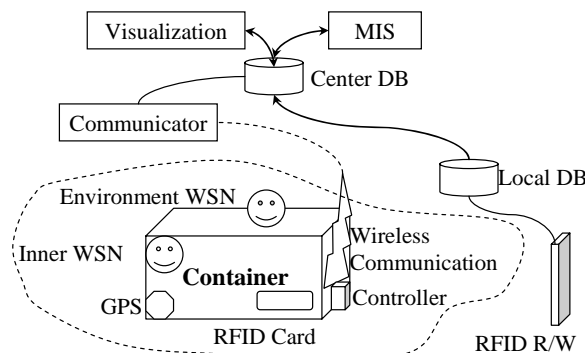 Visualization
MIS
Center DB
Communicator
Local DB
Environment WSN
Inner WSN
Wireless
Communication
Container
GPS
Controller
RFID Card
RFID R/W